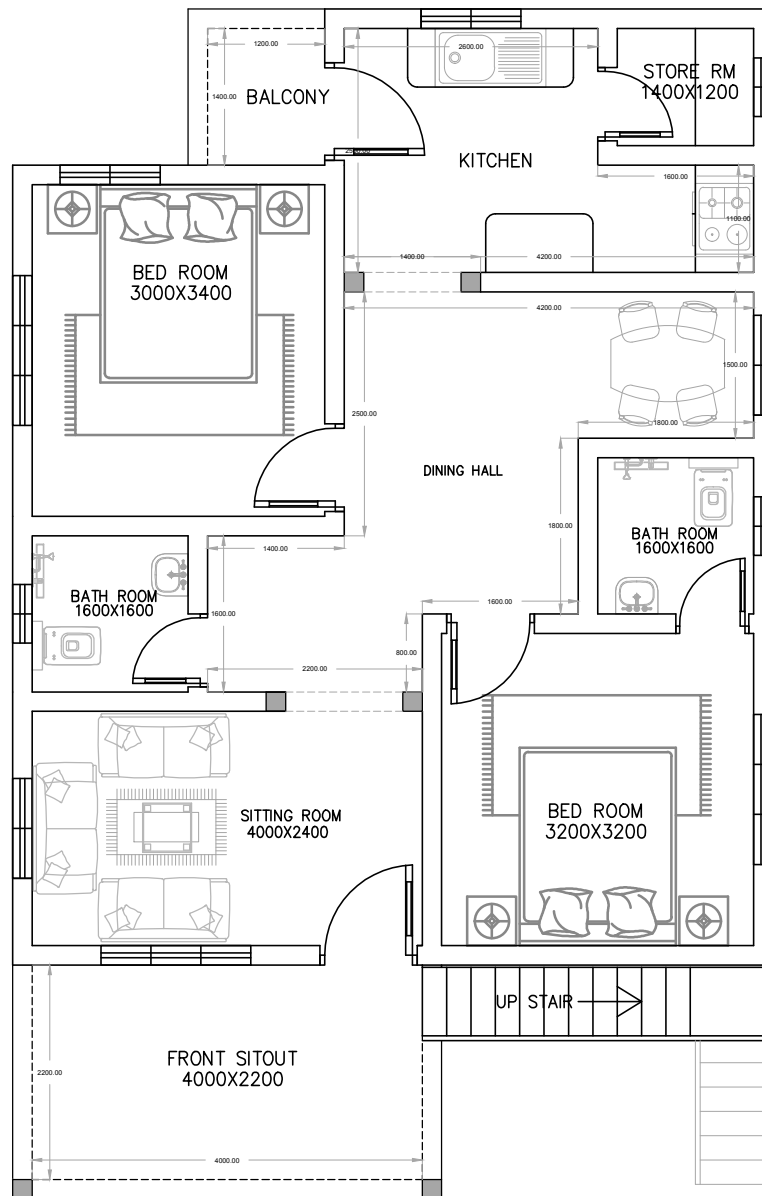 1200.00
2600.00
STORE RM
1400X1200
1400.00
BALCONY
KITCHEN
1600.00
1100.00
1400.00
4200.00
BED ROOM
3000X3400
4200.00
1500.00
2500.00
1800.00
DINING HALL
1800.00
BATH ROOM
1600X1600
1400.00
BATH ROOM
1600X1600
1600.00
1600.00
800.00
2200.00
SITTING ROOM
4000X2400
BED ROOM
3200X3200
UP STAIR
FRONT SITOUT
4000X2200
2200.00
4000.00